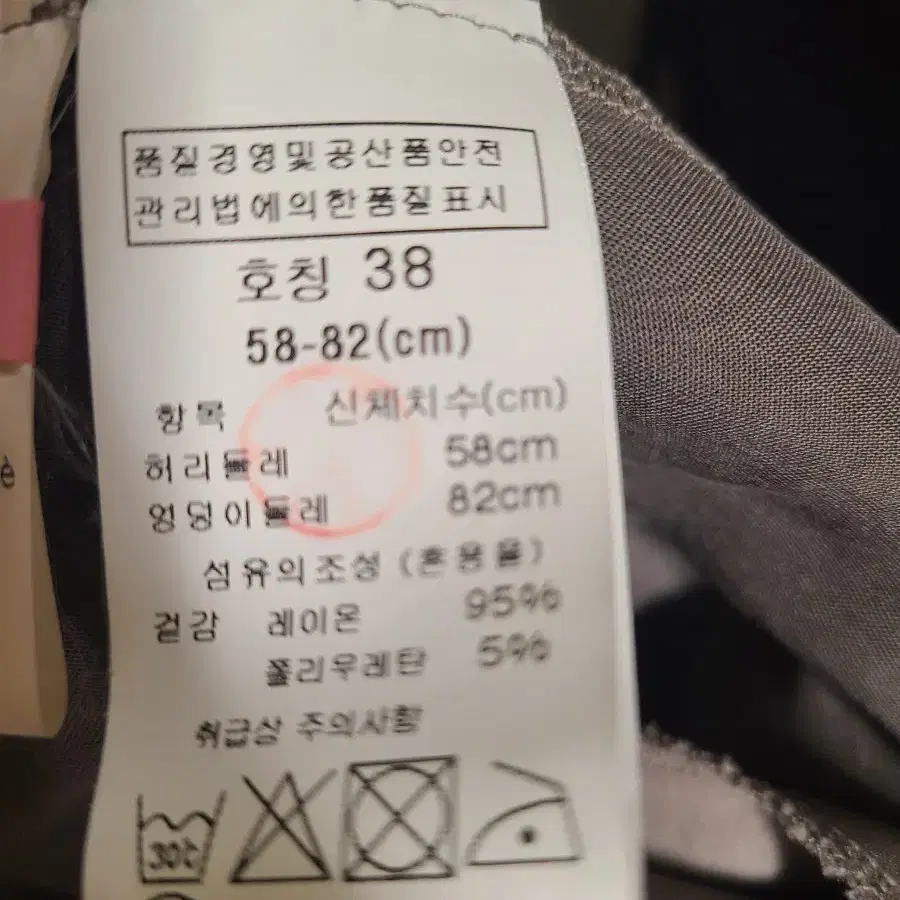 품질경영및공산품안전
관리법에의한품질표시
호칭 38
58-82(cm)
항목 신체치수(cm)
허리둘레 58cm
엉덩이둘레 82cm
섬유의조성 (혼용율)
겉감 레이온 95%
폴리우레탄 5%
취급상 주의사항
30℃
è